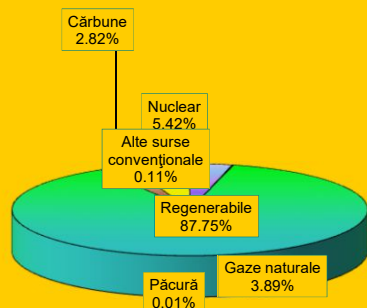 Cărbune
2.82%
Nuclear
5.42%
Alte surse
convenţionale
0.11%
Regenerabile
87.75%
Gaze naturale
3.89%
Păcură
0.01%